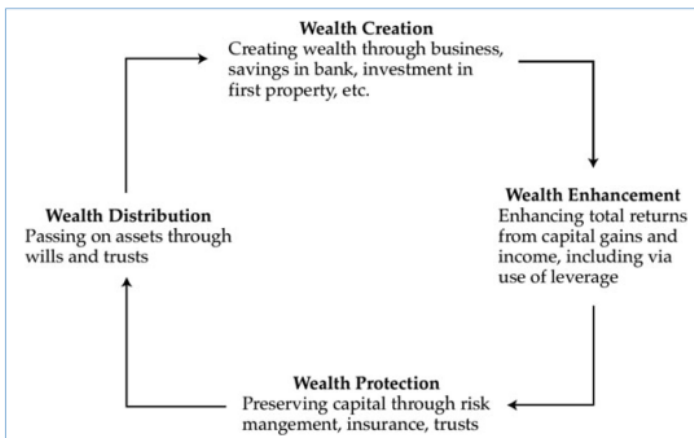 Wealth Creation
Creating wealth through business,
savings in bank, investment in
first property, etc.
Wealth Enhancement
Enhancing total returns
from capital gains and
income, including via
use of leverage
Wealth Protection
Preserving capital through risk
mangement, insurance, trusts
Wealth Distribution
Passing on assets through
wills and trusts